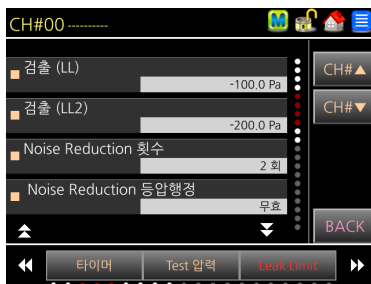 CH#00 ----------
M
검출 (LL)
-100.0 Pa
검출 (LL2)
-200.0 Pa
Noise Reduction 횟수
2 회
Noise Reduction 등압행정
무효
CH#▲
CH#▼
BACK
타이머
Test 압력
Leak Limit